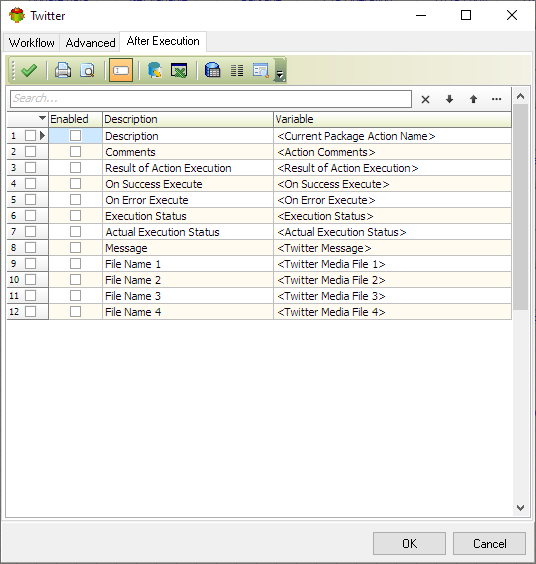 Twitter
Workflow Advanced After Execution
Search...
Enabled Description Variable
1 Description <Current Package Action Name>
2 Comments <Action Comments>
3 Result of Action Execution <Result of Action Execution>
4 On Success Execute <On Success Execute>
5 On Error Execute <On Error Execute>
6 Execution Status <Execution Status>
7 Actual Execution Status <Actual Execution Status>
8 Message <Twitter Message>
9 File Name 1 <Twitter Media File 1>
10 File Name 2 <Twitter Media File 2>
11 File Name 3 <Twitter Media File 3>
12 File Name 4 <Twitter Media File 4>
OK Cancel